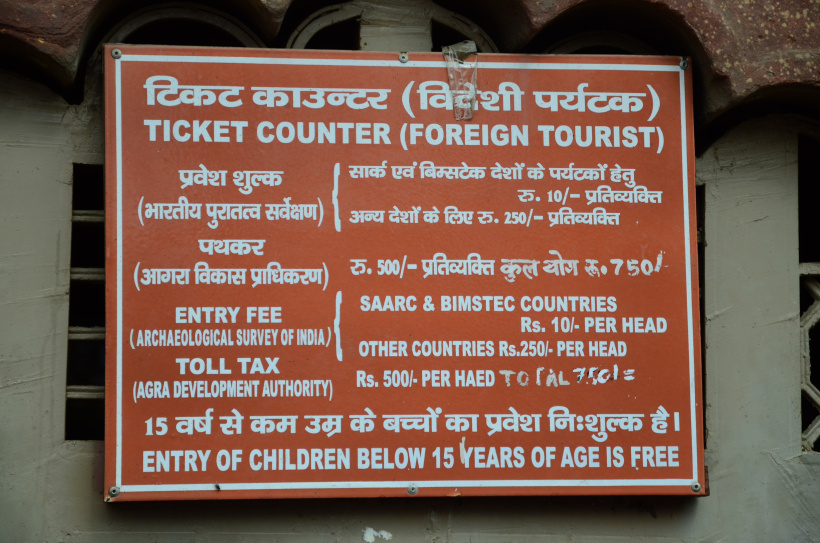 टिकट काउन्टर (विदेशी पर्यटक)
TICKET COUNTER (FOREIGN TOURIST)
प्रवेश शुल्क
(भारतीय पुरातत्व सर्वेक्षण)
सार्क एवं बिम्सटेक देशों के पर्यटकों हेतु
रु. 10/- प्रतिव्यक्ति
अन्य देशों के लिए रु. 250/- प्रतिव्यक्ति
पथकर
(आगरा विकास प्राधिकरण)
रु. 500/- प्रतिव्यक्ति कुल योग रु. 750/-
ENTRY FEE
(ARCHAEOLOGICAL SURVEY OF INDIA)
SAARC & BIMSTEC COUNTRIES
Rs. 10/- PER HEAD
OTHER COUNTRIES Rs.250/- PER HEAD
TOLL TAX
(AGRA DEVELOPMENT AUTHORITY)
Rs. 500/- PER HAED TOTAL 750/=
15 वर्ष से कम उम्र के बच्चों का प्रवेश निःशुल्क है।
ENTRY OF CHILDREN BELOW 15 YEARS OF AGE IS FREE